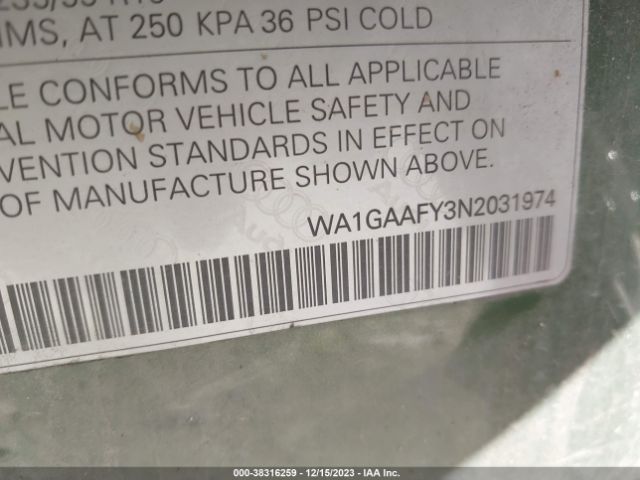 IMS, AT 250 KPA 36 PSI COLD
LE CONFORMS TO ALL APPLICABLE
AL MOTOR VEHICLE SAFETY AND
VENTION STANDARDS IN EFFECT ON
OF MANUFACTURE SHOWN ABOVE.
WA1GAAFY3N2031974
000-38316259 - 12/15/2023 - IAA Inc.